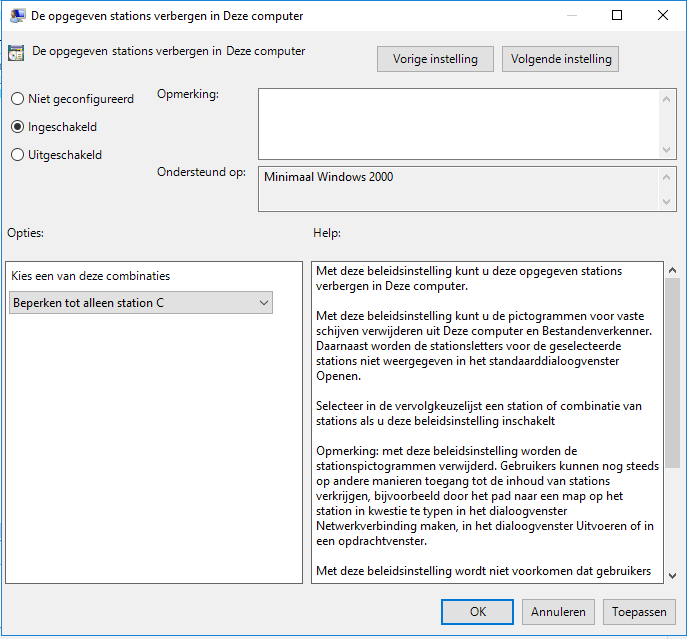 De opgegeven stations verbergen in Deze computer
De opgegeven stations verbergen in Deze computer
Vorige instelling
Volgende instelling
Niet geconfigureerd
Ingeschakeld
Uitgeschakeld
Opmerking:
Ondersteund op:
Minimaal Windows 2000
Opties:
Help:
Kies een van deze combinaties
Beperken tot alleen station C
Met deze beleidsinstelling kunt u deze opgegeven stations
verbergen in Deze computer.
Met deze beleidsinstelling kunt u de pictogrammen voor vaste
schijven verwijderen uit Deze computer en Bestandenverkenner.
Daarnaast worden de stationsletters voor de geselecteerde
stations niet weergegeven in het standaarddialoogvenster
Openen.
Selecteer in de vervolgkeuzelijst een station of combinatie van
stations als u deze beleidsinstelling inschakelt
Opmerking: met deze beleidsinstelling worden de
stationspictogrammen verwijderd. Gebruikers kunnen nog steeds
op andere manieren toegang tot de inhoud van stations
verkrijgen, bijvoorbeeld door het pad naar een map op het
station in kwestie te typen in het dialoogvenster
Netwerkverbinding maken, in het dialoogvenster Uitvoeren of in
een opdrachtvenster.
Met deze beleidsinstelling wordt niet voorkomen dat gebruikers
OK
Annuleren
Toepassen